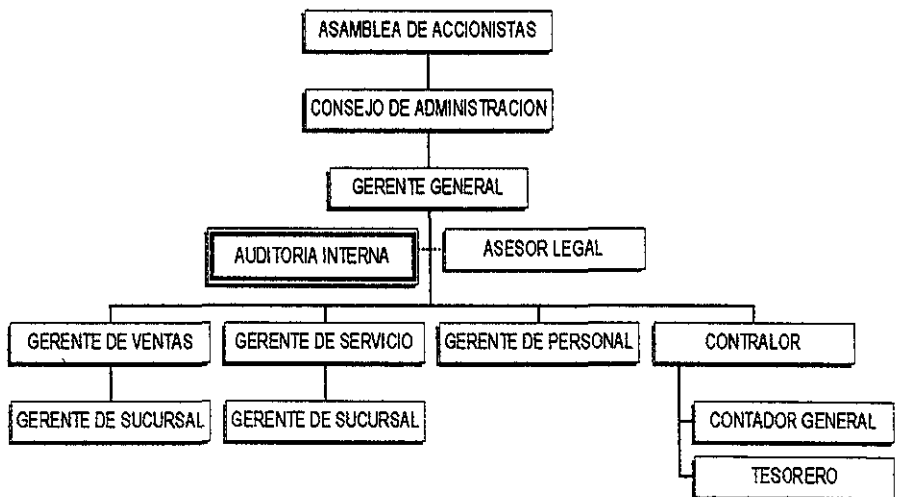 ASAMBLEA DE ACCIONISTAS
CONSEJO DE ADMINISTRACION
GERENTE GENERAL
AUDITORIA INTERNA
ASESOR LEGAL
GERENTE DE VENTAS
GERENTE DE SERVICIO
GERENTE DE PERSONAL
CONTRALOR
GERENTE DE SUCURSAL
GERENTE DE SUCURSAL
CONTADOR GENERAL
TESORERO